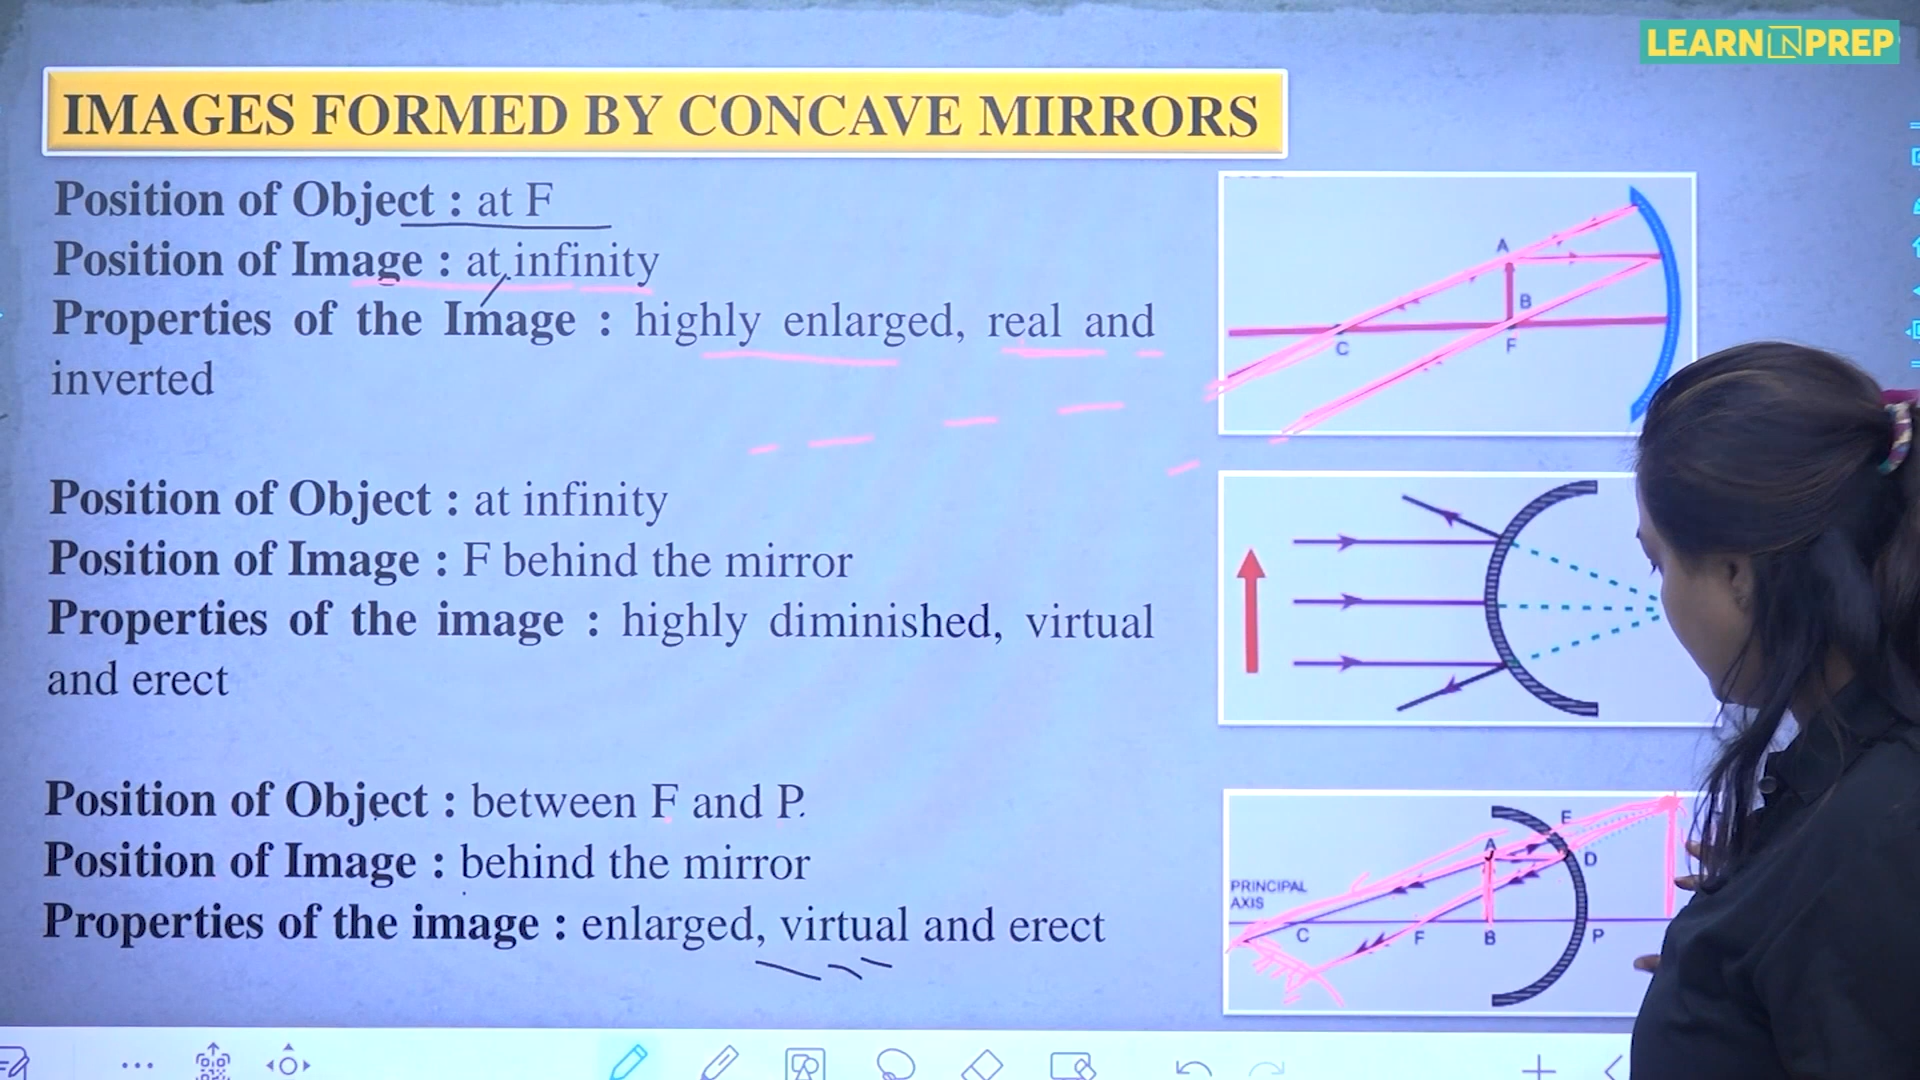 LEARN N PREP
IMAGES FORMED BY CONCAVE MIRRORS
Position of Object : at F
Position of Image : at infinity
Properties of the Image : highly enlarged, real and
inverted
A
B
C
F
Position of Object : at infinity
Position of Image : F behind the mirror
Properties of the image : highly diminished, virtual
and erect
Position of Object : between F and P.
Position of Image : behind the mirror
Properties of the image : enlarged, virtual and erect
E
A
D
PRINCIPAL
AXIS
C
F
B
P